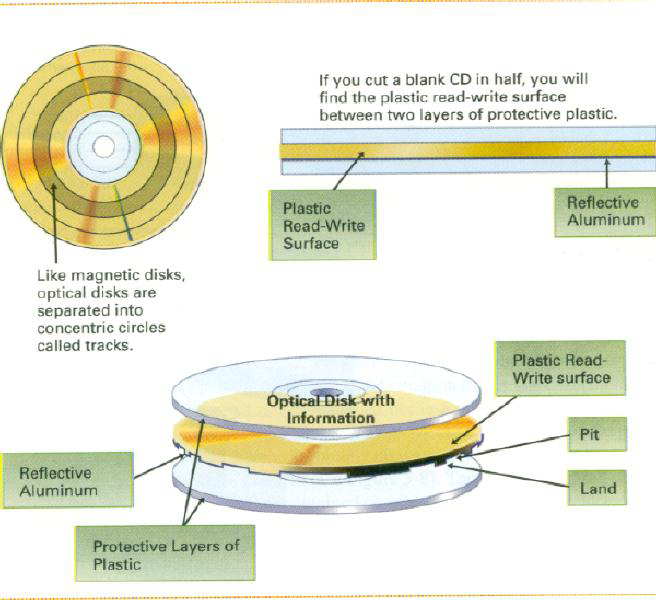 If you cut a blank CD in half, you will
find the plastic read-write surface
between two layers of protective plastic.
Plastic
Read-Write
Surface
Reflective
Aluminum
Like magnetic disks,
optical disks are
separated into
concentric circles
called tracks.
Plastic Read-
Write surface
Optical Disk with
Information
Pit
Reflective
Aluminum
Land
Protective Layers of
Plastic